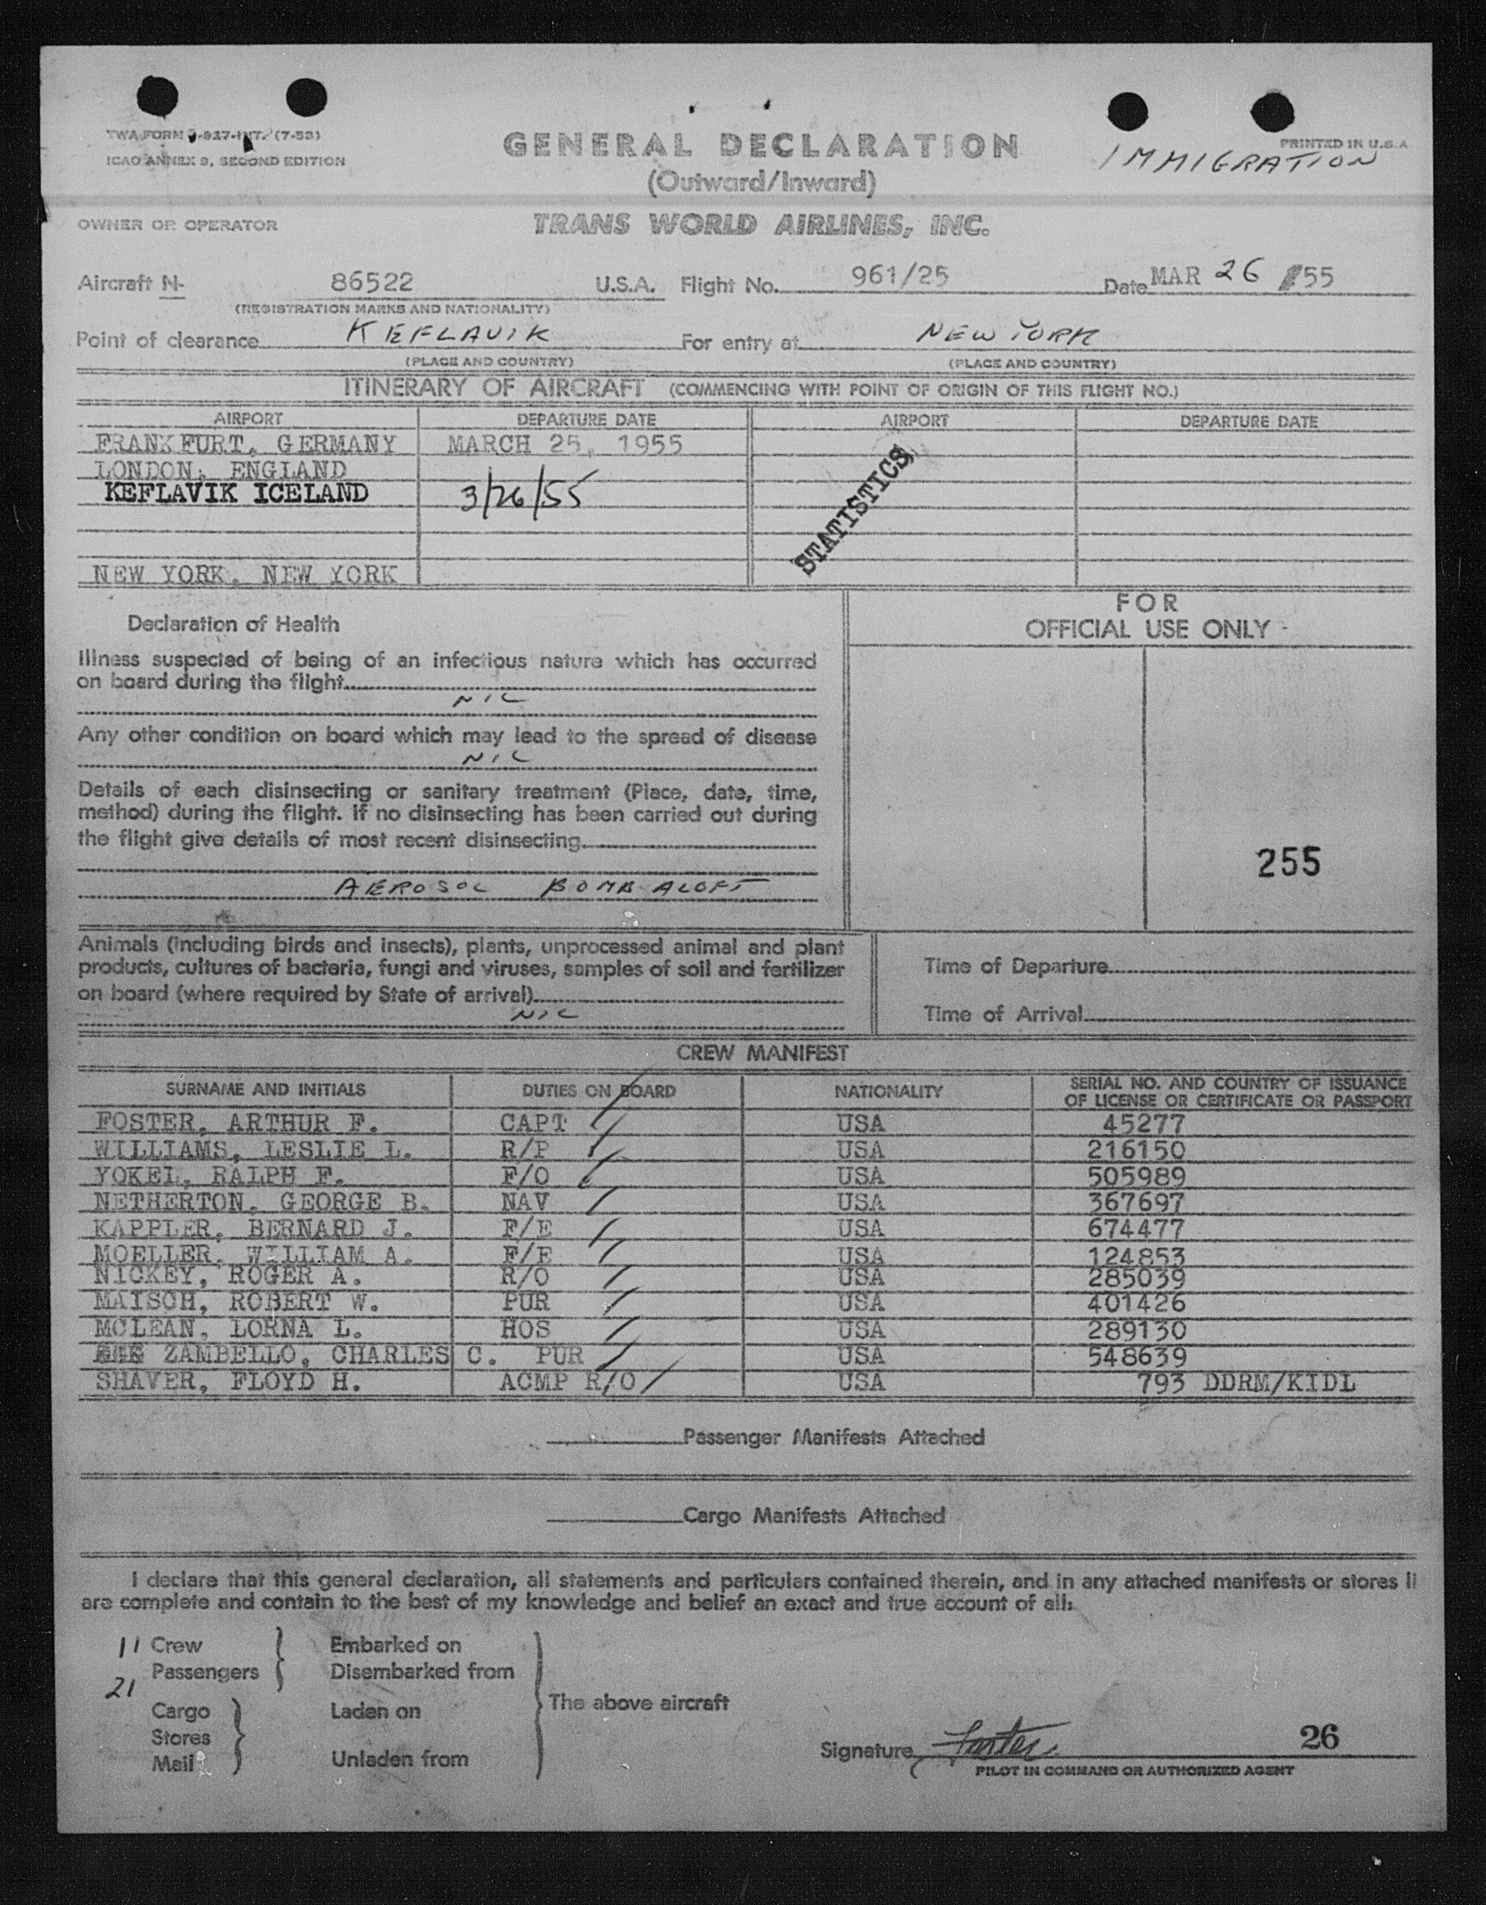 TWA FORM -927-INT. (7-53)
ICAO ANNEX 9, SECOND EDITION
GENERAL DECLARATION
(Outward/Inward)
PRINTED IN U.S.A
IMMIGRATION
OWNER OR OPERATOR
TRANS WORLD AIRLINES, INC.
Aircraft N- 86522 U.S.A. Flight No. 961/25 Date MAR 26 /55
(REGISTRATION MARKS AND NATIONALITY)
Point of clearance KEFLAVIK For entry at NEW YORK
(PLACE AND COUNTRY) (PLACE AND COUNTRY)
ITINERARY OF AIRCRAFT (COMMENCING WITH POINT OF ORIGIN OF THIS FLIGHT NO.)
AIRPORT DEPARTURE DATE AIRPORT DEPARTURE DATE
FRANKFURT, GERMANY MARCH 25, 1955
LONDON, ENGLAND
KEFLAVIK ICELAND 3/26/55
STATISTICS
NEW YORK, NEW YORK
Declaration of Health
Illness suspected of being of an infectious nature which has occurred
on board during the flight
NIL
Any other condition on board which may lead to the spread of disease
NIL
Details of each disinsecting or sanitary treatment (Place, date, time,
method) during the flight. If no disinsecting has been carried out during
the flight give details of most recent disinsecting.
AEROSOL BOMB ALOFT
FOR
OFFICIAL USE ONLY -
255
Animals (including birds and insects), plants, unprocessed animal and plant
products, cultures of bacteria, fungi and viruses, samples of soil and fertilizer
on board (where required by State of arrival)
NIL
Time of Departure
Time of Arrival
CREW MANIFEST
SURNAME AND INITIALS DUTIES ON BOARD NATIONALITY SERIAL NO. AND COUNTRY OF ISSUANCE
OF LICENSE OR CERTIFICATE OR PASSPORT
FOSTER, ARTHUR F. CAPT USA 45277
WILLIAMS, LESLIE L. R/P USA 216150
YOKEL, RALPH F. F/O USA 505989
NETHERTON, GEORGE B. NAV USA 367697
KAPPLER, BERNARD J. F/E USA 674477
MOELLER, WILLIAM A. F/E USA 124853
NICKEY, ROGER A. R/O USA 285039
MAISCH, ROBERT W. PUR USA 401426
MCLEAN, LORNA L. HOS USA 289130
ZAMBELLO, CHARLES C. PUR USA 548639
SHAVER, FLOYD H. ACMP R/O USA 793 DDRM/KIDL
Passenger Manifests Attached
Cargo Manifests Attached
I declare that this general declaration, all statements and particulars contained therein, and in any attached manifests or stores li
are complete and contain to the best of my knowledge and belief an exact and true account of all:
11 Crew
21 Passengers
Embarked on
Disembarked from
Cargo
Stores
Mail
Laden on
Unladen from
The above aircraft
Signature Foster 26
PILOT IN COMMAND OR AUTHORIZED AGENT